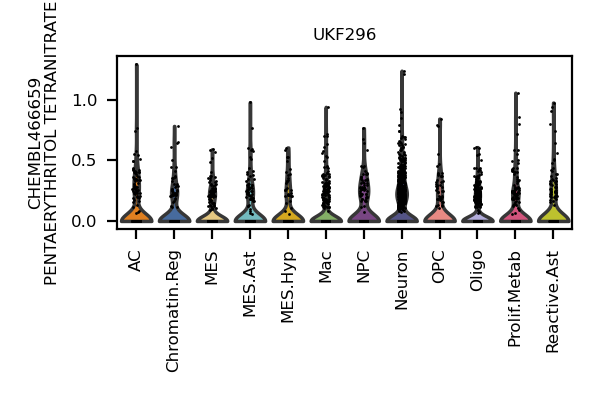 UKF296
CHEMBL466659
PENTAERYTHRITOL TETRANITRATE
1.0
0.5
0.0
AC
Chromatin.Reg
MES
MES.Ast
MES.Hyp
Mac
NPC
Neuron
OPC
Oligo
Prolif.Metab
Reactive.Ast